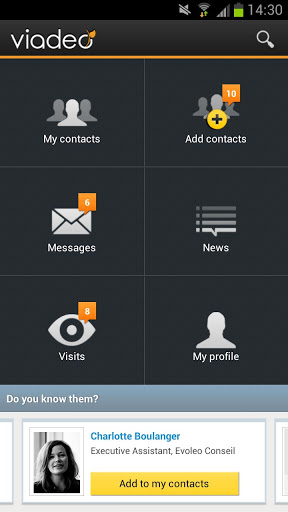 14:30
viadeo
My contacts
10
Add contacts
6
Messages
News
8
Visits
My profile
Do you know them?
Charlotte Boulanger
Executive Assistant, Evoleo Conseil
Add to my contacts